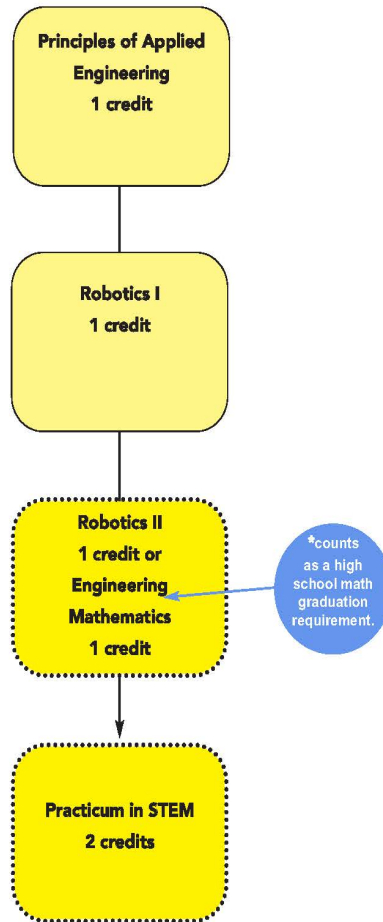 Principles of Applied
Engineering
1 credit
Robotics I
1 credit
Robotics II
1 credit or
Engineering
Mathematics
1 credit
*counts
as a high
school math
graduation
requirement.
Practicum in STEM
2 credits